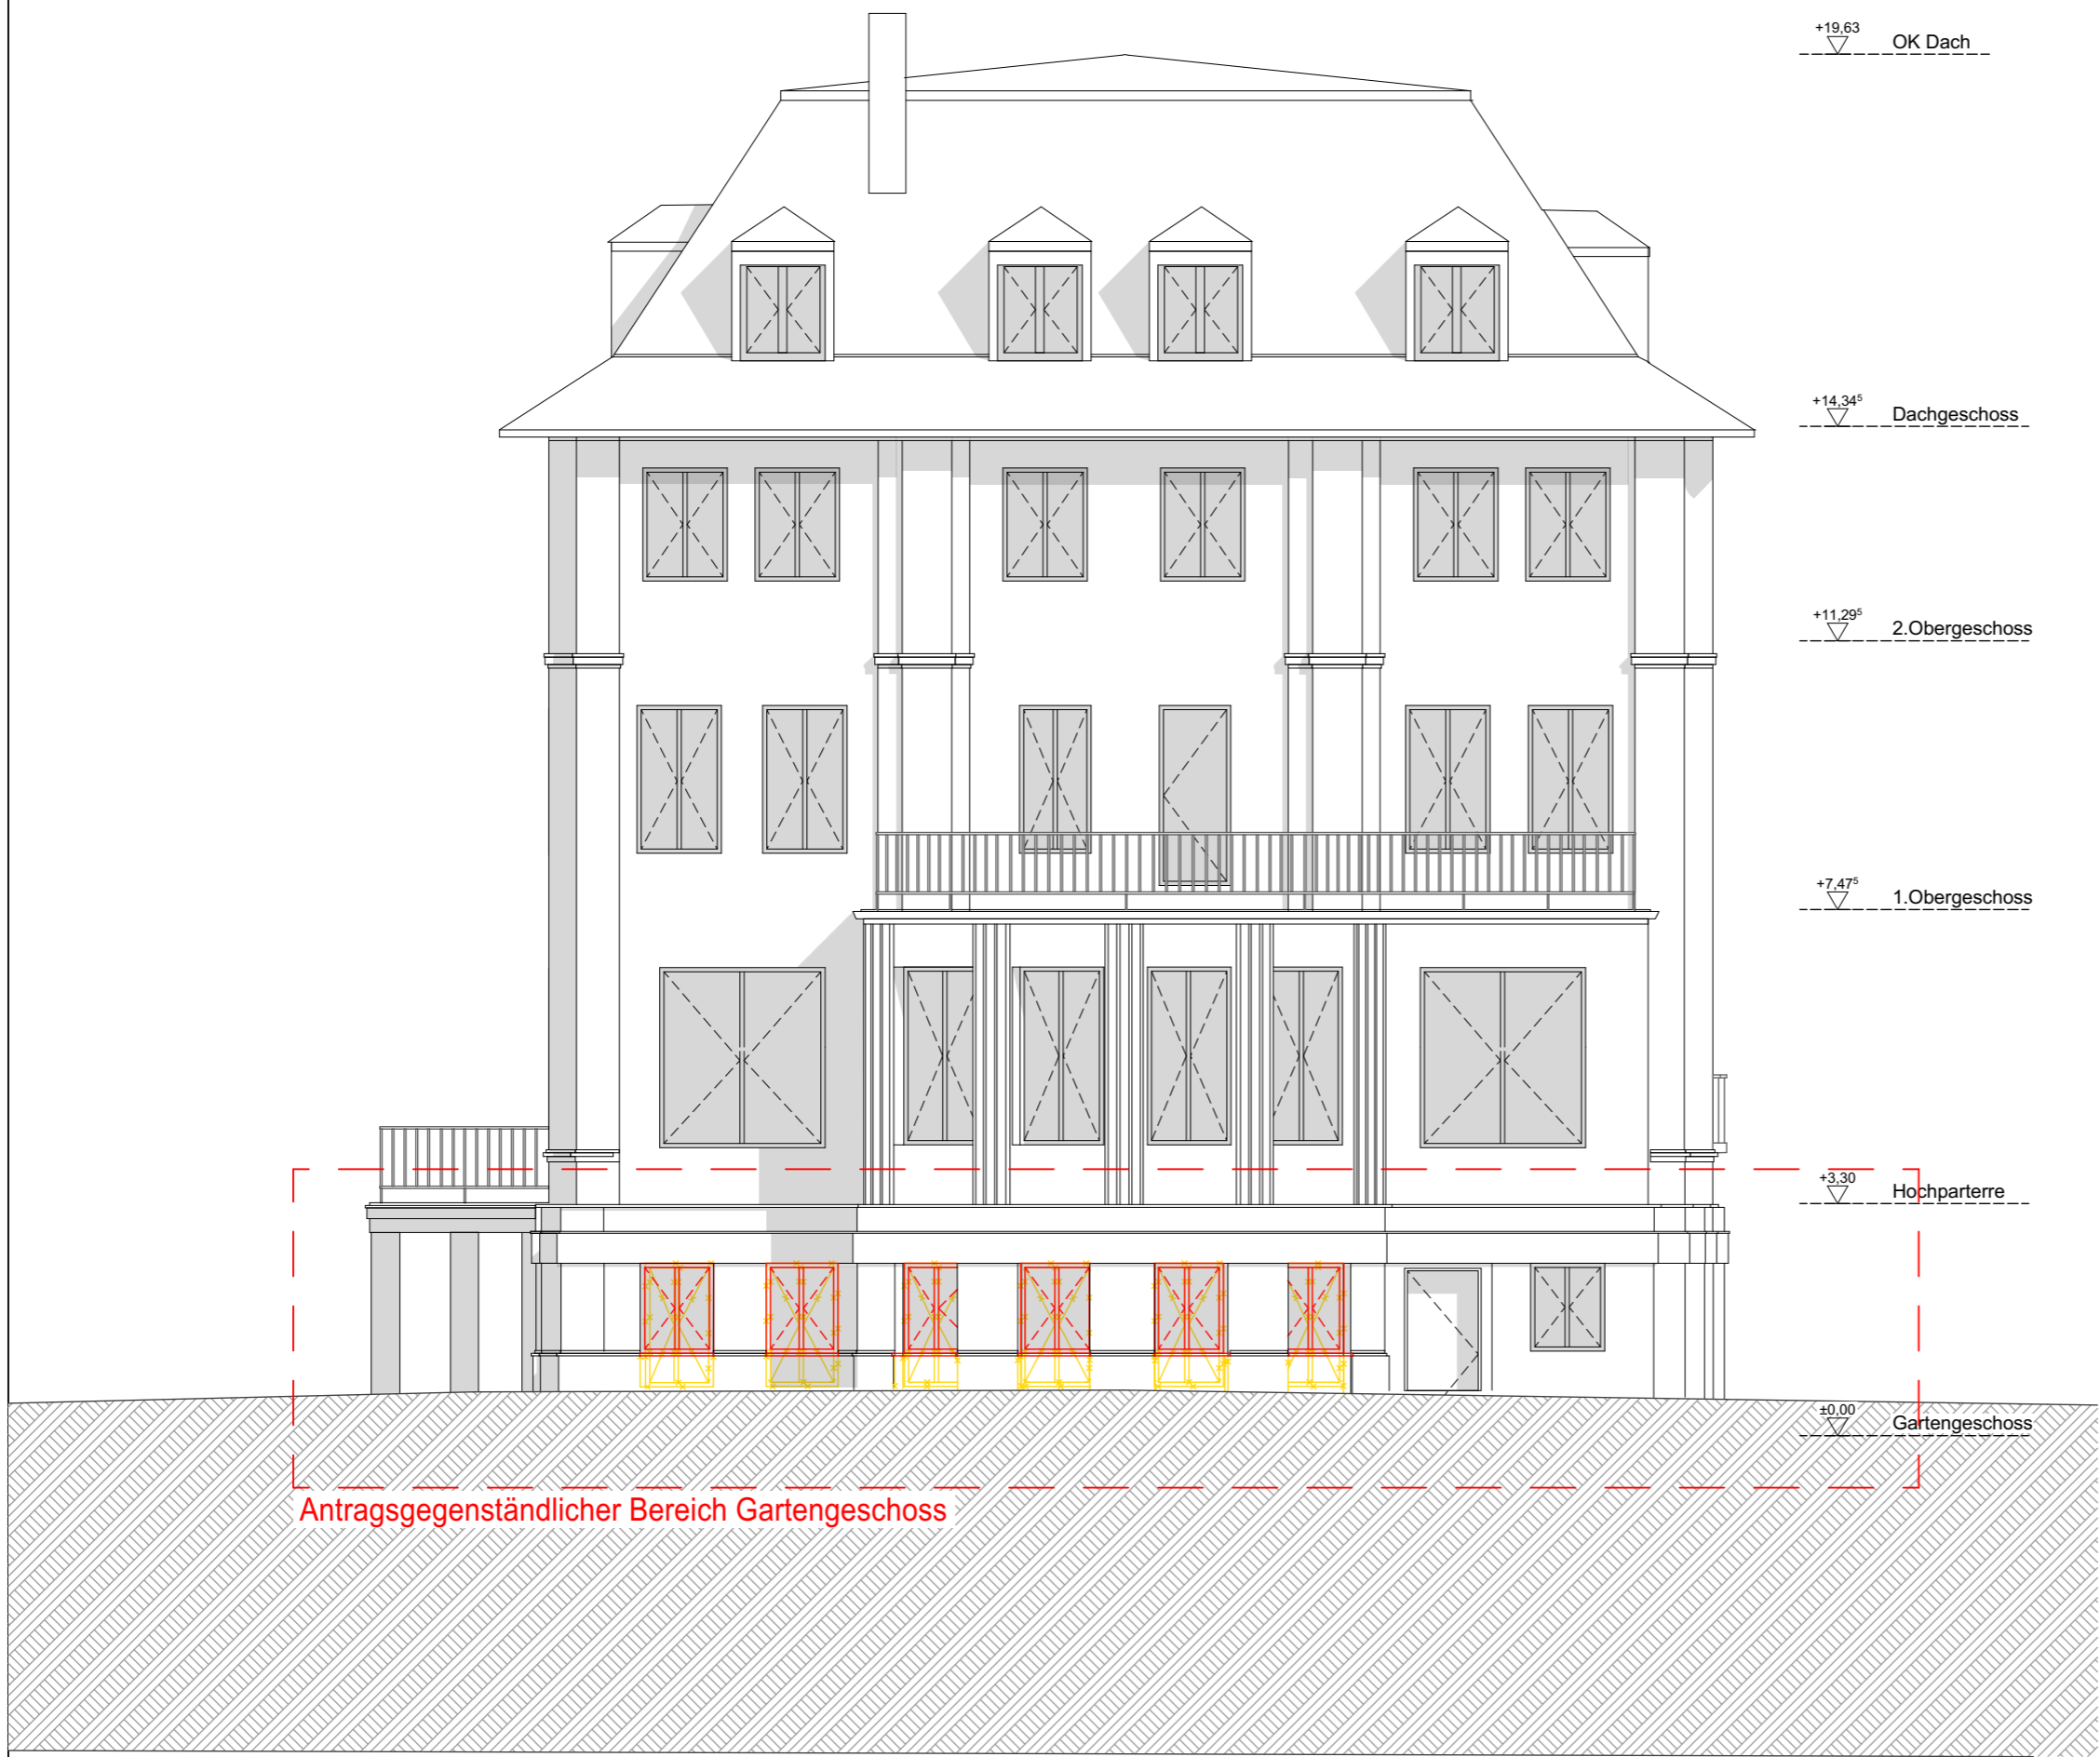 +19,63 OK Dach
+14,34⁵ Dachgeschoss
+11,29⁵ 2.Obergeschoss
+7,47⁵ 1.Obergeschoss
+3,30 Hochparterre
±0,00 Gartengeschoss
Antragsgegenständlicher Bereich Gartengeschoss